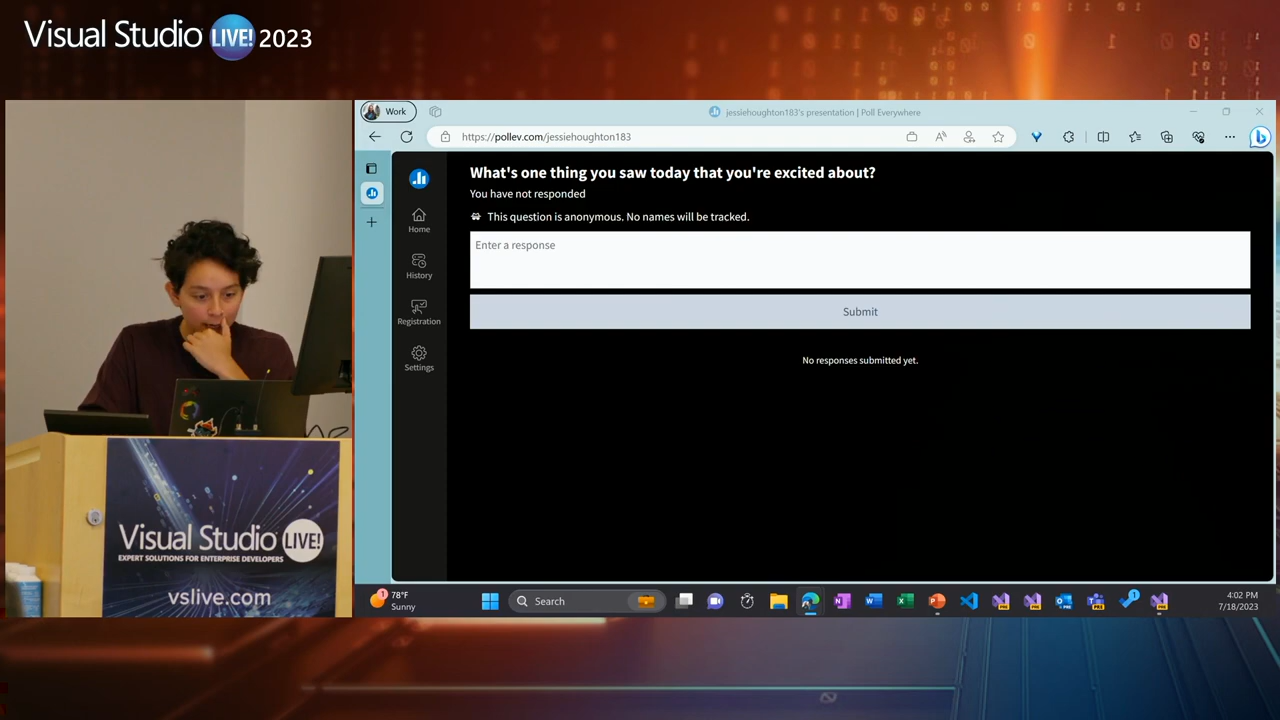 Visual Studio LIVE! 2023
Work
jessiehoughton183's presentation | Poll Everywhere
https://pollev.com/jessiehoughton183
What's one thing you saw today that you're excited about?
You have not responded
This question is anonymous. No names will be tracked.
Enter a response
Submit
No responses submitted yet.
Home
History
Registration
Settings
Visual Studio LIVE!
EXPERT SOLUTIONS FOR ENTERPRISE DEVELOPERS
vslive.com
1
78°F
Sunny
Search
4:02 PM
7/18/2023